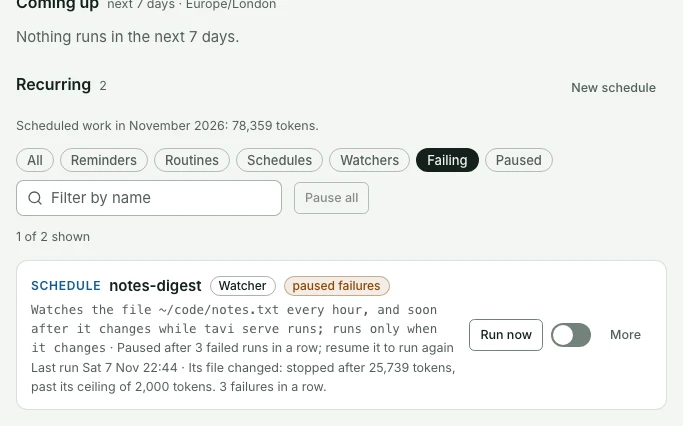 Coming up next 7 days · Europe/London
Nothing runs in the next 7 days.
Recurring 2
New schedule
Scheduled work in November 2026: 78,359 tokens.
All Reminders Routines Schedules Watchers Failing Paused
Filter by name Pause all
1 of 2 shown
SCHEDULE notes-digest Watcher paused failures
Watches the file ~/code/notes.txt every hour, and soon
after it changes while tavi serve runs; runs only when
it changes · Paused after 3 failed runs in a row; resume it to run again
Last run Sat 7 Nov 22:44 · Its file changed: stopped after 25,739 tokens,
past its ceiling of 2,000 tokens. 3 failures in a row.
Run now More